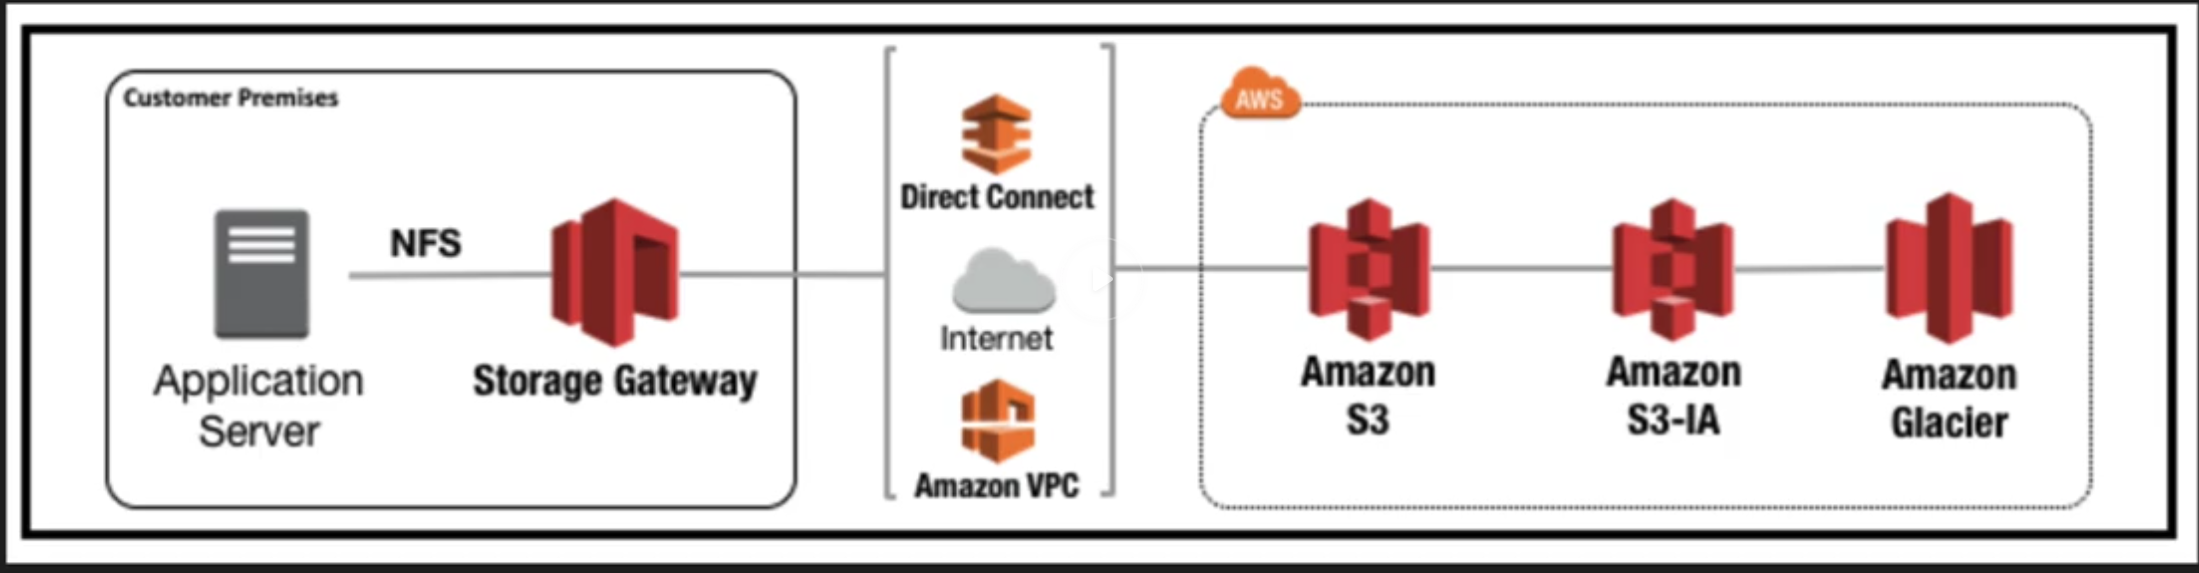 Customer Premises
NFS
Application
Server
Storage Gateway
Direct Connect
Internet
Amazon VPC
AWS
Amazon
S3
Amazon
S3-IA
Amazon
Glacier